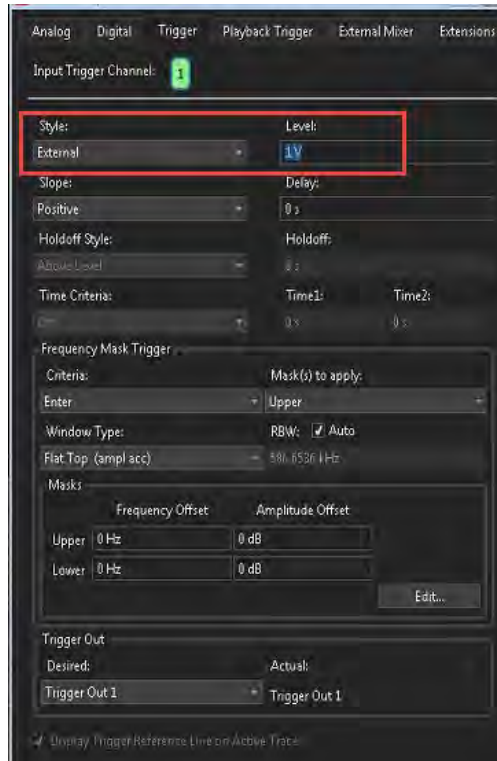 Analog Digital Trigger Playback Trigger External Mixer Extensions
Input Trigger Channel: 1
Style: Level:
External 1 V
Slope: Delay:
Positive 0 s
Holdoff Style: Holdoff:
Above Level 0 s
Time Criteria: Time1: Time2:
0 s 0 s
Frequency Mask Trigger
Criteria: Mask(s) to apply:
Enter Upper
Window Type: RBW: Auto
Flat Top (ampl acc) kHz
Masks
Frequency Offset Amplitude Offset
Upper 0 Hz 0 dB
Lower 0 Hz 0 dB
Edit...
Trigger Out
Desired: Actual:
Trigger Out 1 Trigger Out 1
Display Trigger Reference Line on Active Trace